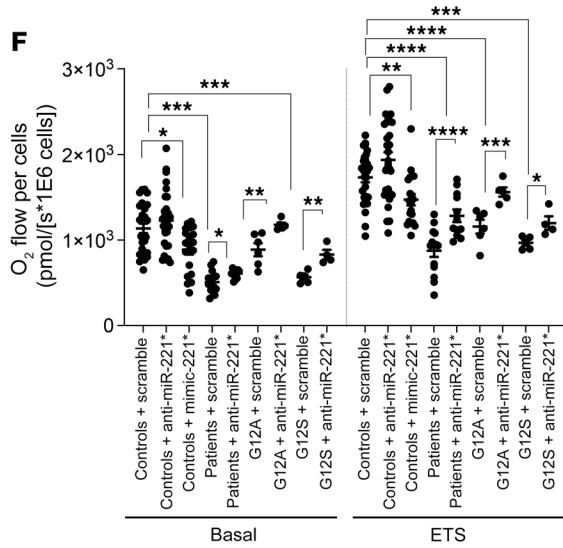 F
O₂ flow per cells
(pmol/[s*1E6 cells])
3×10³
2×10³
1×10³
0
***
***
*
*
**
**
***
****
****
**
****
***
*
Controls + scramble
Controls + anti-miR-221*
Controls + mimic-221*
Patients + scramble
Patients + anti-miR-221*
G12A + scramble
G12A + anti-miR-221*
G12S + scramble
G12S + anti-miR-221*
Controls + scramble
Controls + anti-miR-221*
Controls + mimic-221*
Patients + scramble
Patients + anti-miR-221*
G12A + scramble
G12A + anti-miR-221*
G12S + scramble
G12S + anti-miR-221*
Basal
ETS